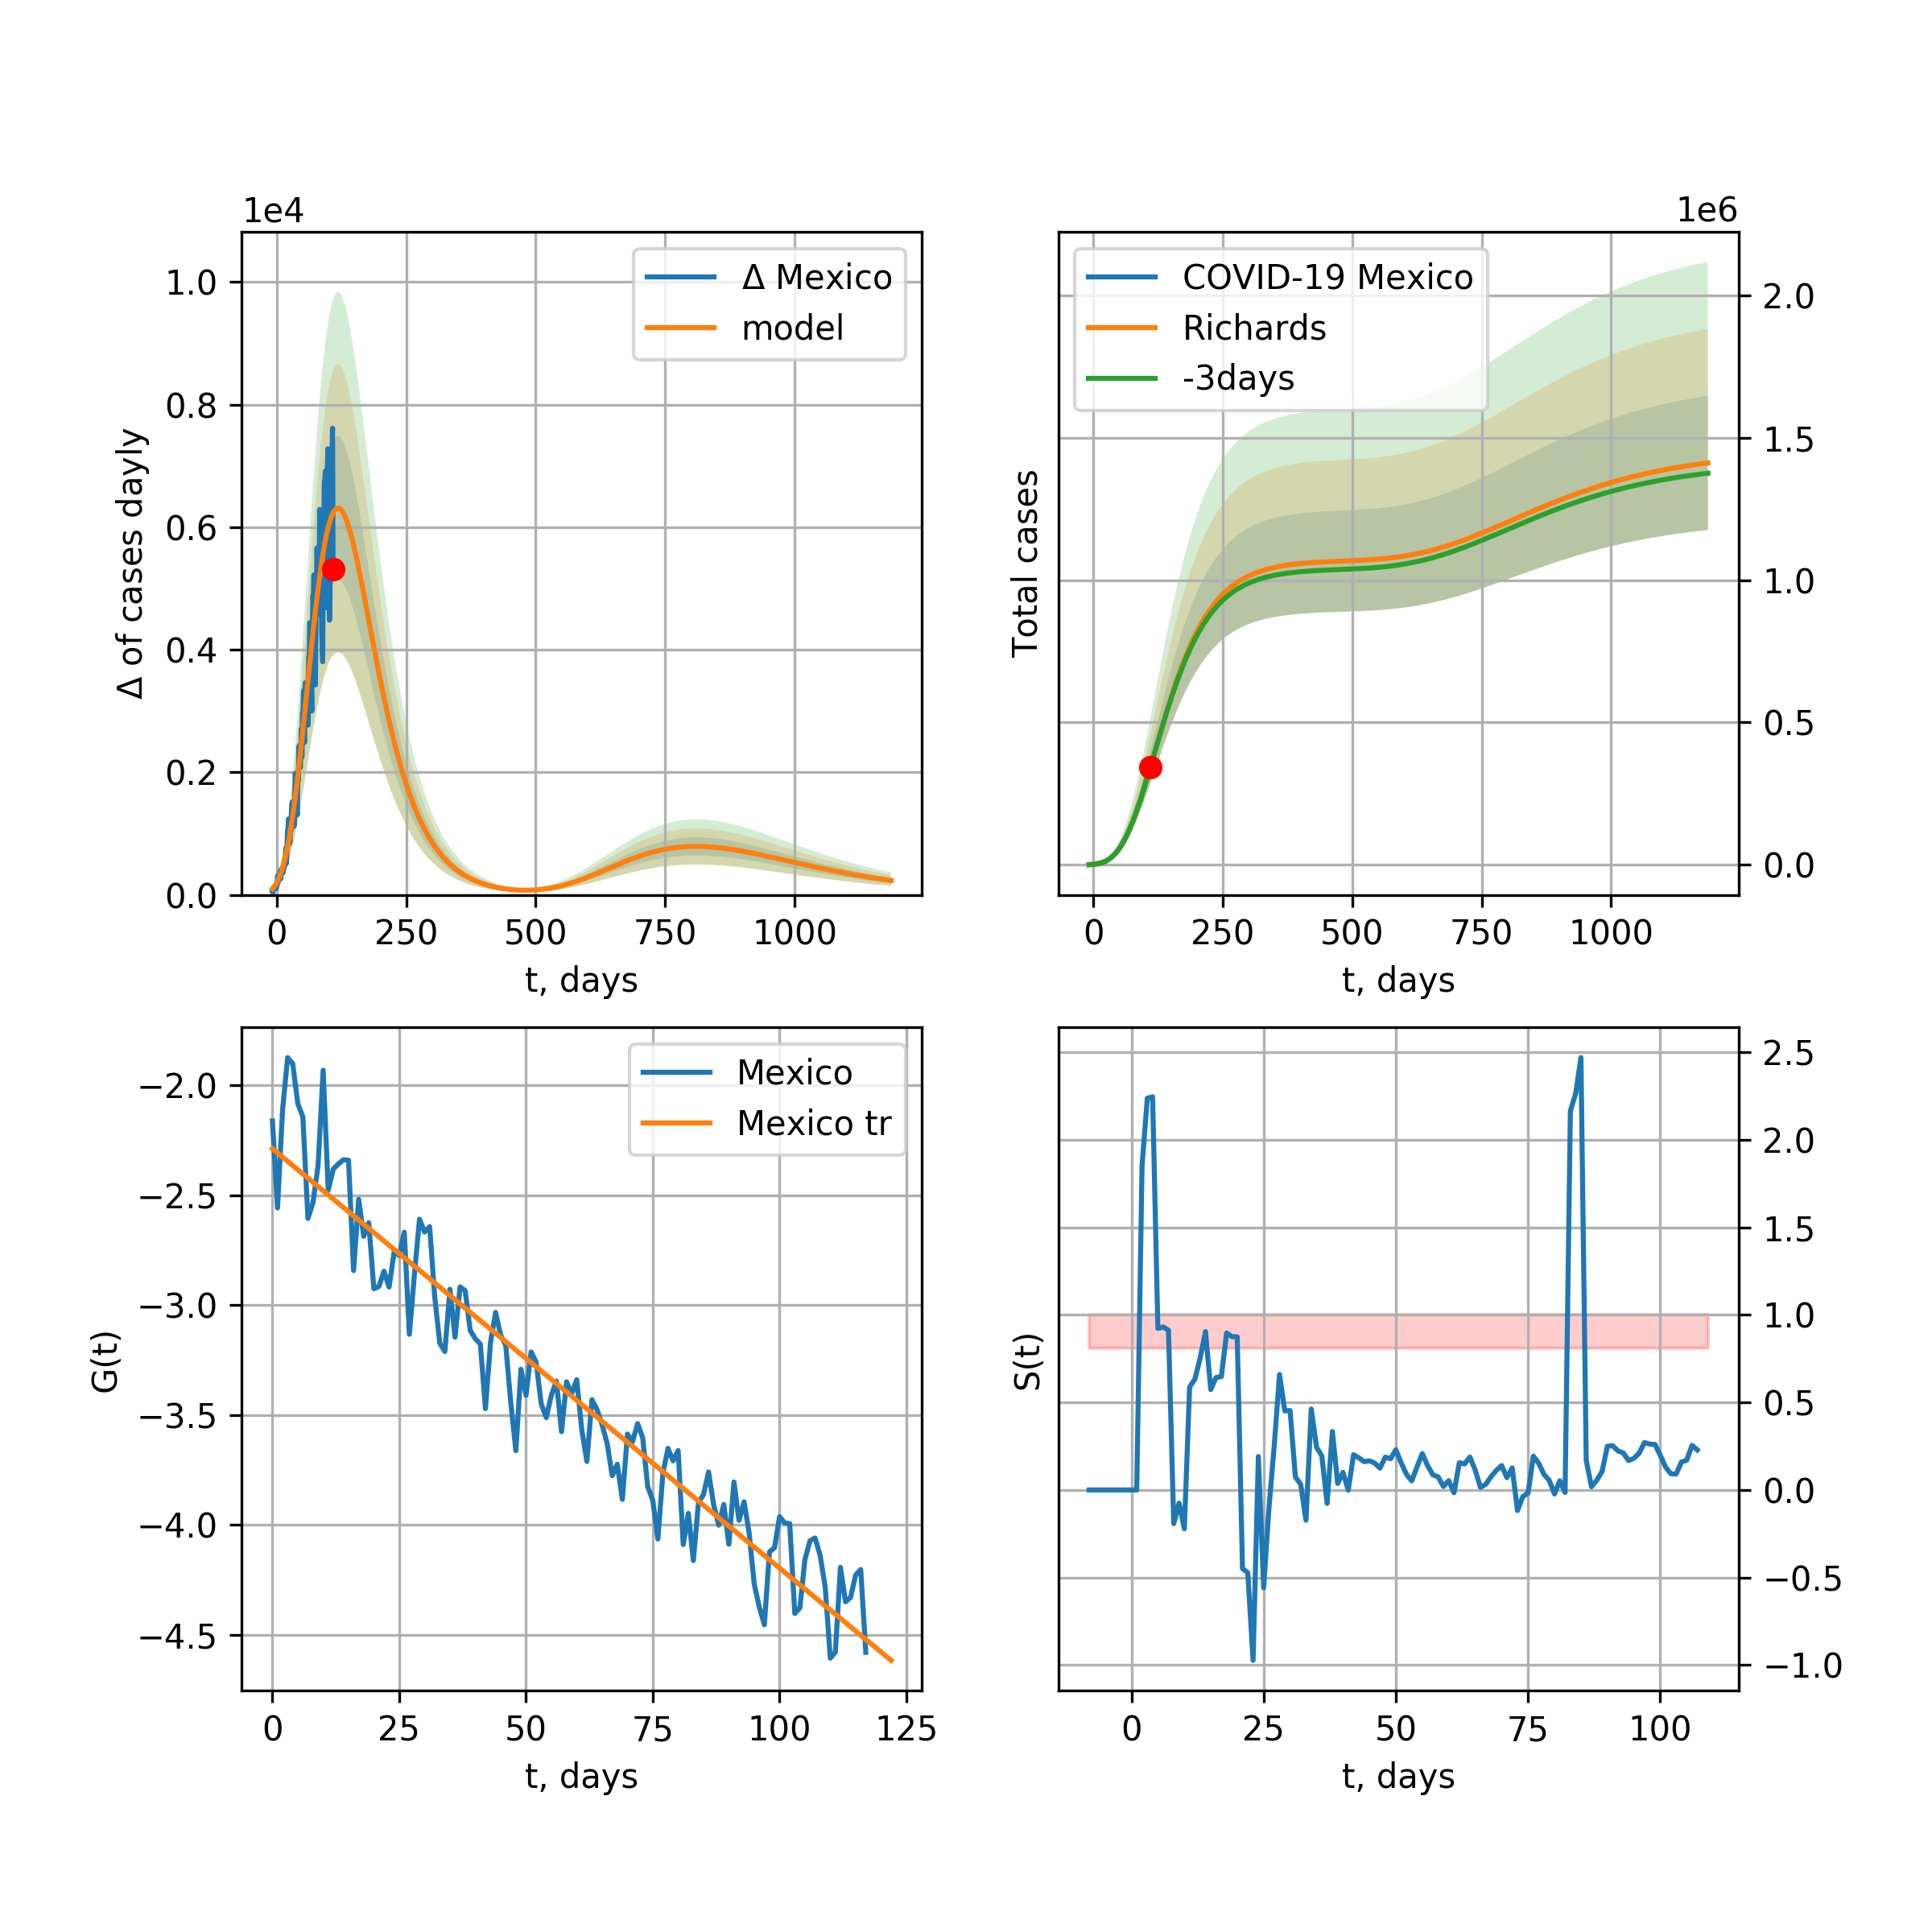 1e4
Δ of cases dayly
1.0
0.8
0.6
0.4
0.2
0.0
0 250 500 750 1000
t, days
Δ Mexico
model
1e6
Total cases
2.0
1.5
1.0
0.5
0.0
0 250 500 750 1000
t, days
COVID-19 Mexico
Richards
-3days
G(t)
−2.0
−2.5
−3.0
−3.5
−4.0
−4.5
0 25 50 75 100 125
t, days
Mexico
Mexico tr
S(t)
2.5
2.0
1.5
1.0
0.5
0.0
−0.5
−1.0
0 25 50 75 100
t, days